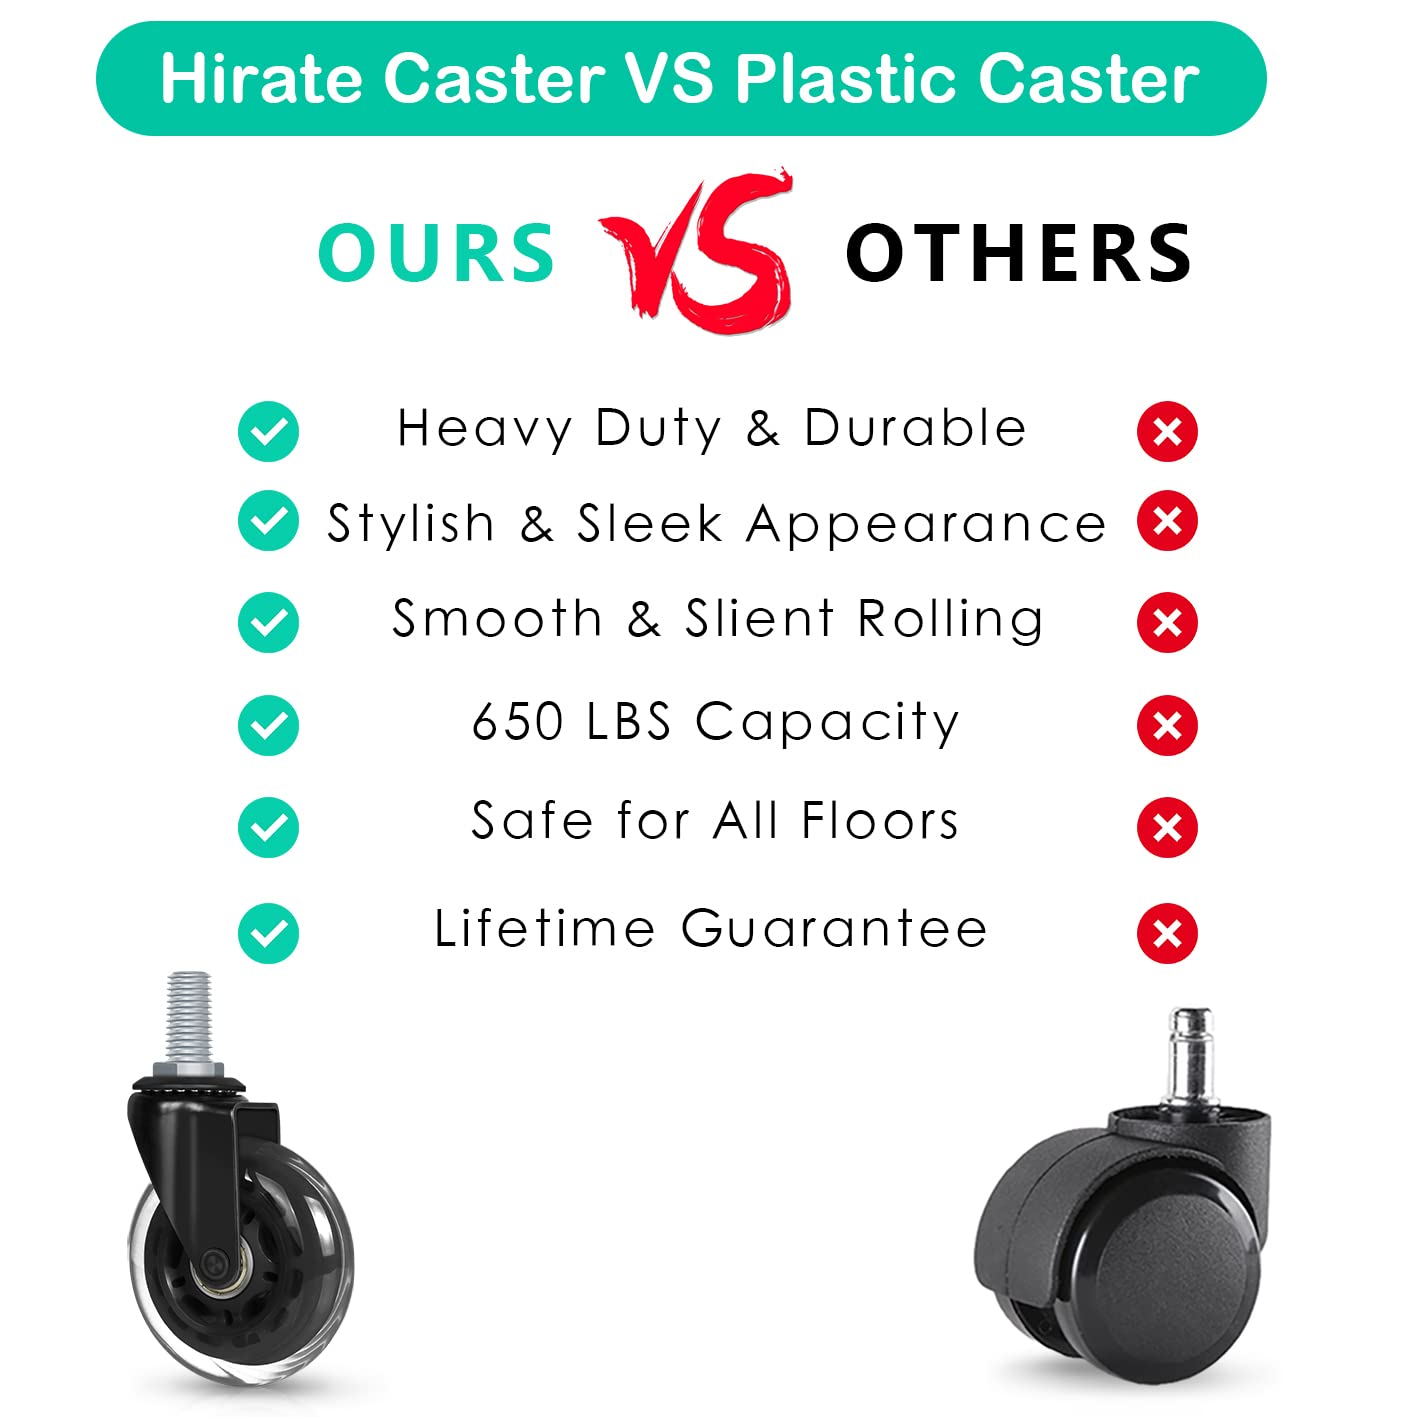 Hirate Caster VS Plastic Caster
OURS VS OTHERS
Heavy Duty & Durable
Stylish & Sleek Appearance
Smooth & Slient Rolling
650 LBS Capacity
Safe for All Floors
Lifetime Guarantee